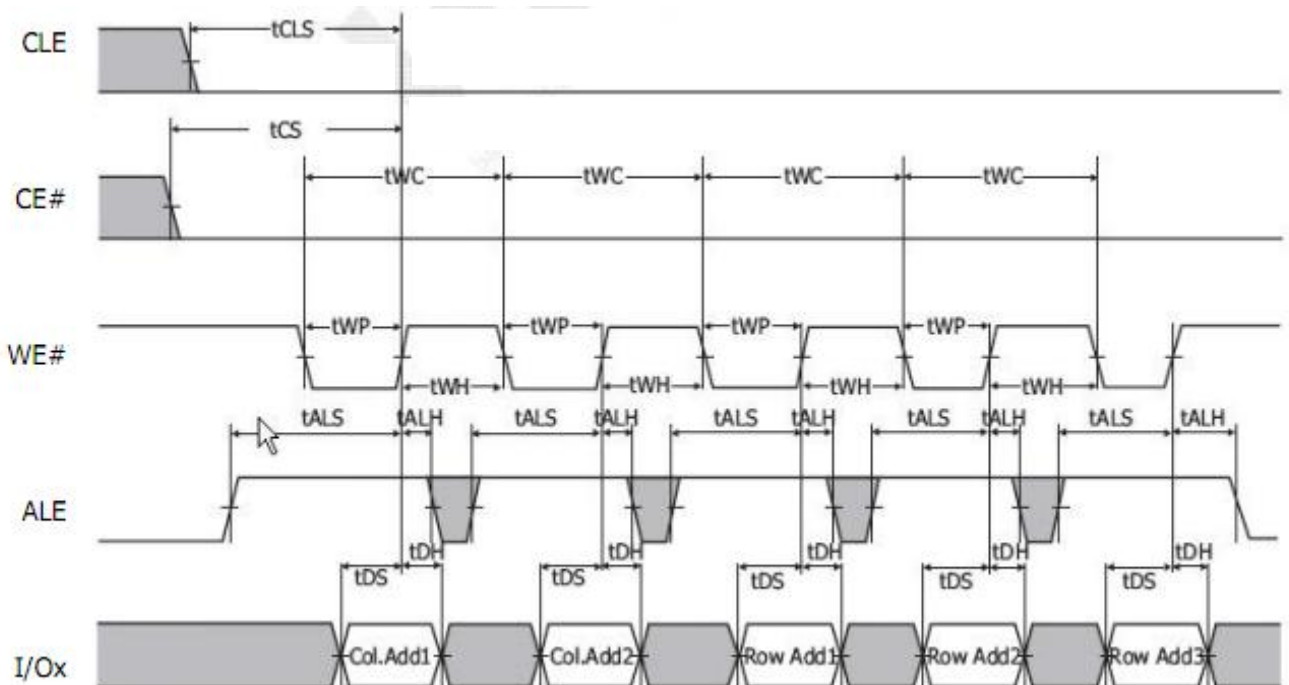 CLE
tCLS
tCS
CE#
tWC tWC tWC tWC
WE#
tWP tWP tWP tWP
tWH tWH tWH tWH
tALS tALH tALS tALH tALS tALH tALS tALH tALS tALH
ALE
tDH tDH tDH tDH tDH
tDS tDS tDS tDS tDS
I/Ox
Col.Add1 Col.Add2 Row Add1 Row Add2 Row Add3